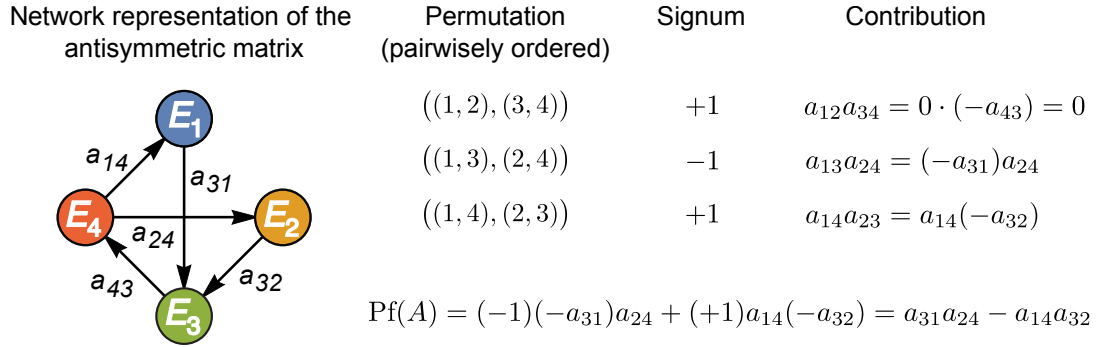 Network representation of the
antisymmetric matrix
Permutation
(pairwisely ordered)
Signum
Contribution
E₁
a₁₄
a₃₁
E₄
E₂
a₂₄
a₄₃
a₃₂
E₃
((1, 2), (3, 4)) +1 a₁₂a₃₄ = 0 · (−a₄₃) = 0
((1, 3), (2, 4)) −1 a₁₃a₂₄ = (−a₃₁)a₂₄
((1, 4), (2, 3)) +1 a₁₄a₂₃ = a₁₄(−a₃₂)
Pf(A) = (−1)(−a₃₁)a₂₄ + (+1)a₁₄(−a₃₂) = a₃₁a₂₄ − a₁₄a₃₂